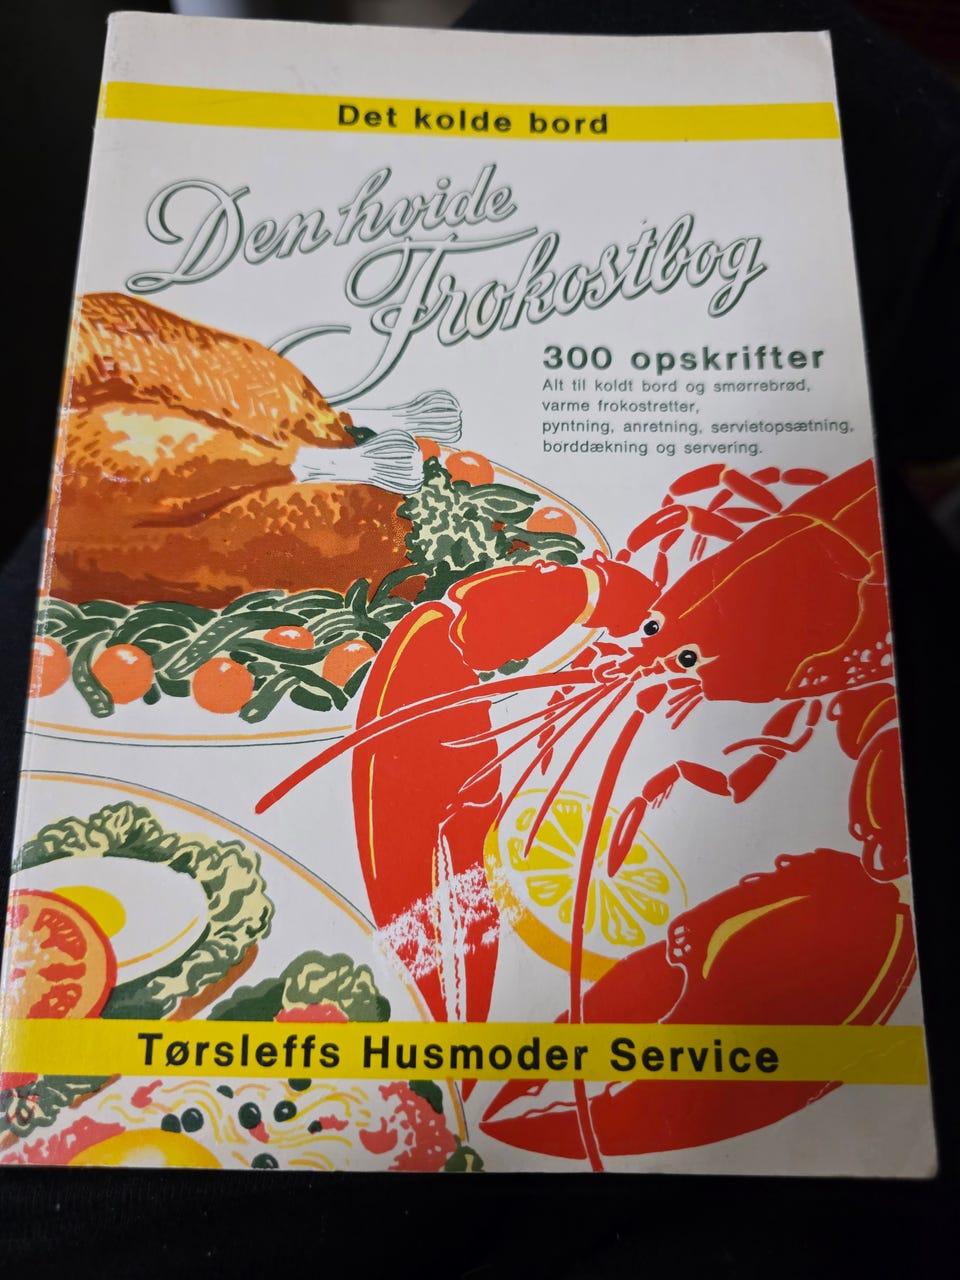 Det kolde bord
Den hvide
Frokostbog
300 opskrifter
Alt til koldt bord og smørrebrød,
varme frokostretter,
pyntning, anretning, servietopsætning,
borddækning og servering.
Tørsleffs Husmoder Service